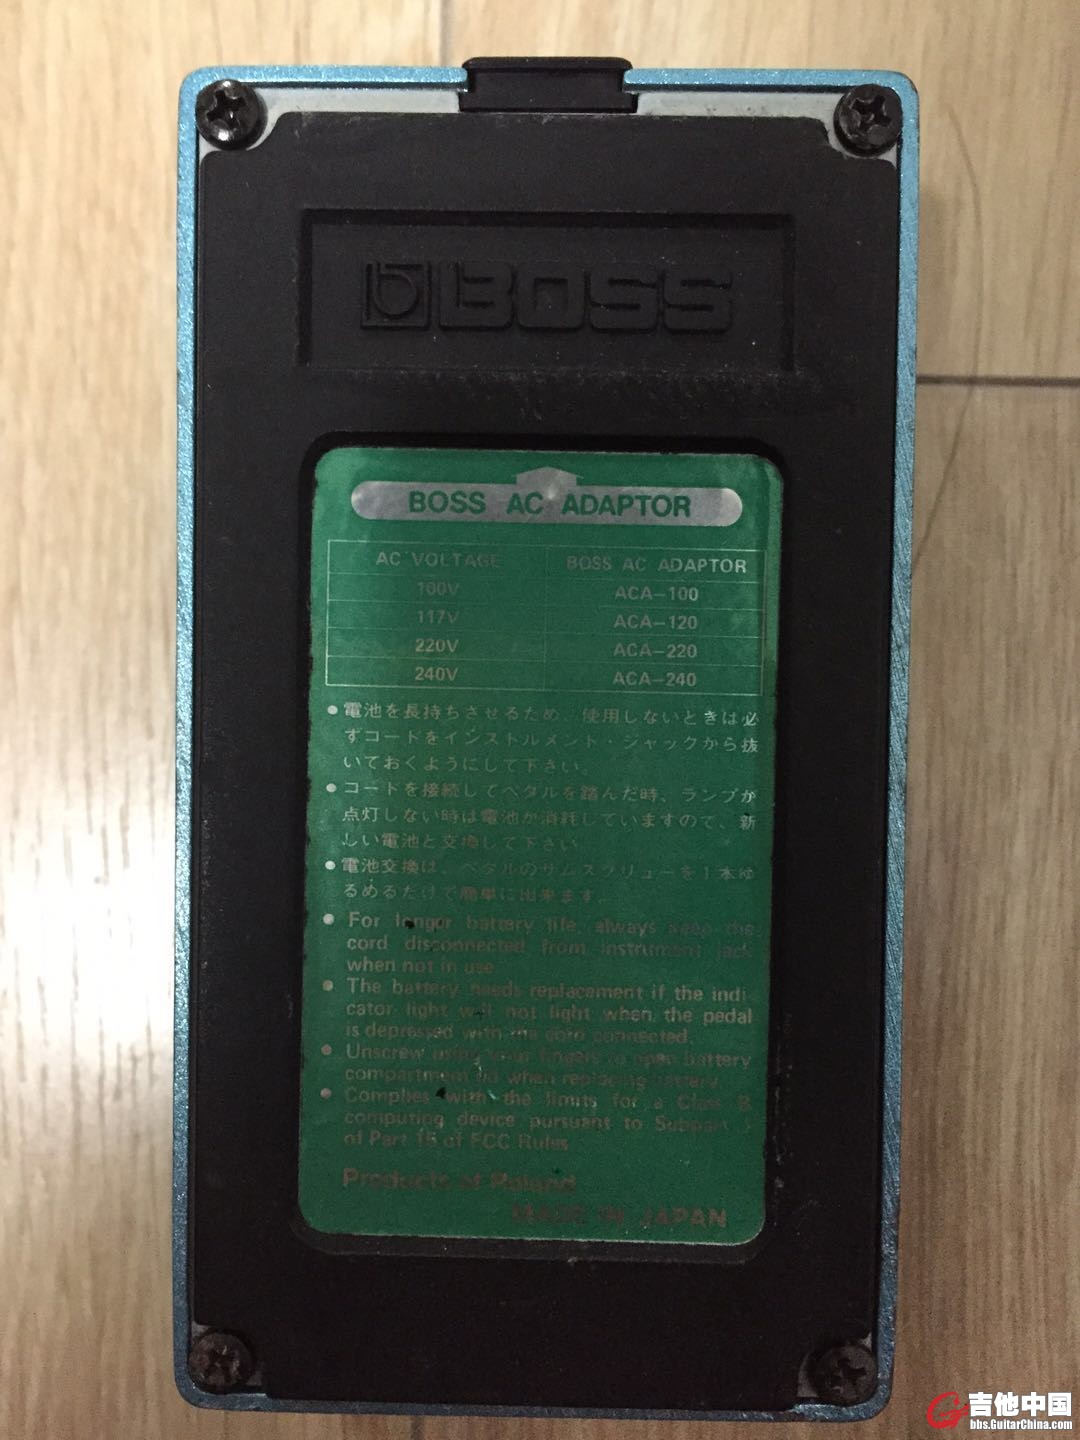 BOSS
BOSS AC ADAPTOR
AC VOLTAGE BOSS AC ADAPTOR
100V ACA-100
117V ACA-120
220V ACA-220
240V ACA-240
●電池を長持ちさせるため、使用しないときは必
ずコードをインストルメント・ジャックから抜
いておくようにして下さい。
●コードを接続してペダルを踏んだ時、ランプが
点灯しない時は電池が消耗していますので、新
しい電池と交換して下さい
●電池交換は、ペダルのサムスクリューを1本ゆ
るめるだけで簡単に出来ます。
● For longer battery life, always keep the
cord disconnected from instrument jack
when not in use
● The battery needs replacement if the indi-
cator light will not light when the pedal
is depressed with the cord connected.
● Unscrew using your fingers to open battery
compartment lid when replacing battery.
● Complies with the limits for a Class B
computing device pursuant to Subpart J
of Part 15 of FCC Rules
Products of Roland
MADE IN JAPAN
吉他中国
bbs.GuitarChina.com